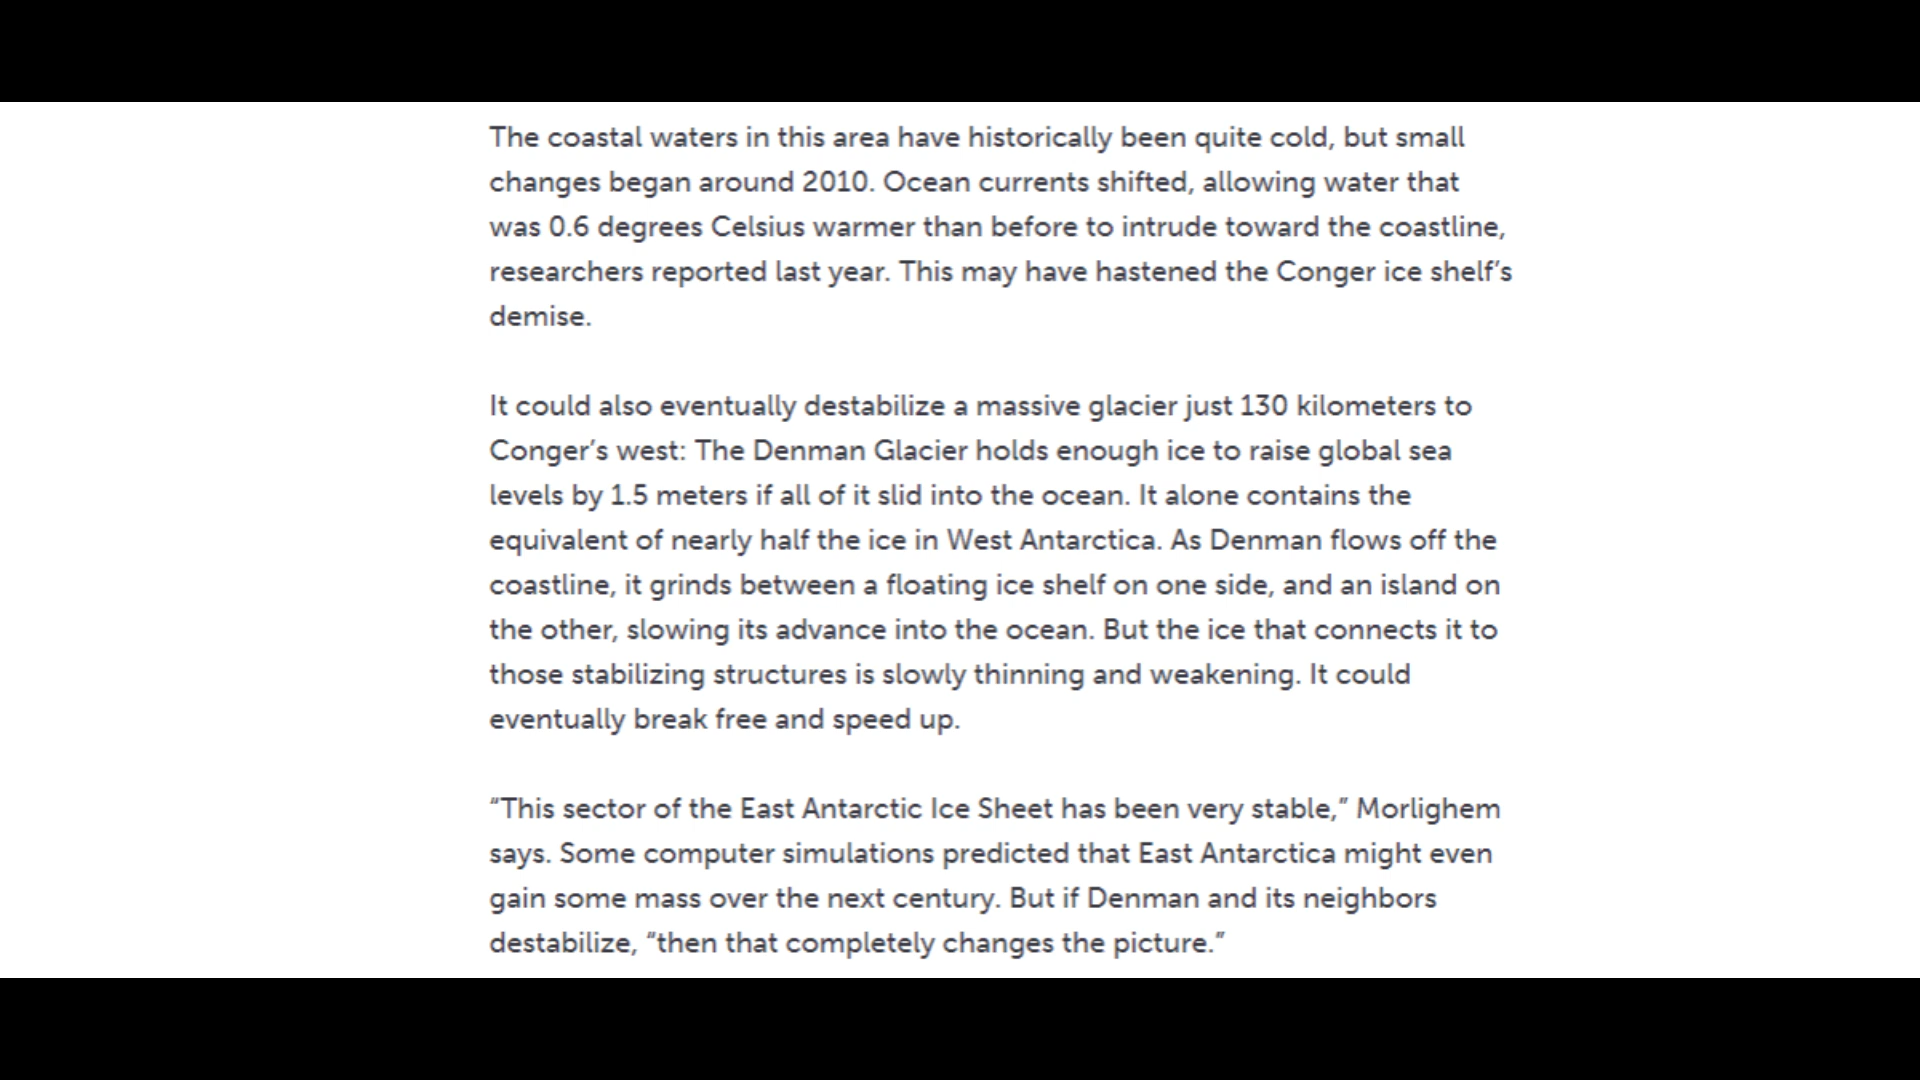 The coastal waters in this area have historically been quite cold, but small
changes began around 2010. Ocean currents shifted, allowing water that
was 0.6 degrees Celsius warmer than before to intrude toward the coastline,
researchers reported last year. This may have hastened the Conger ice shelf’s
demise.
It could also eventually destabilize a massive glacier just 130 kilometers to
Conger’s west: The Denman Glacier holds enough ice to raise global sea
levels by 1.5 meters if all of it slid into the ocean. It alone contains the
equivalent of nearly half the ice in West Antarctica. As Denman flows off the
coastline, it grinds between a floating ice shelf on one side, and an island on
the other, slowing its advance into the ocean. But the ice that connects it to
those stabilizing structures is slowly thinning and weakening. It could
eventually break free and speed up.
“This sector of the East Antarctic Ice Sheet has been very stable,” Morlighem
says. Some computer simulations predicted that East Antarctica might even
gain some mass over the next century. But if Denman and its neighbors
destabilize, “then that completely changes the picture.”